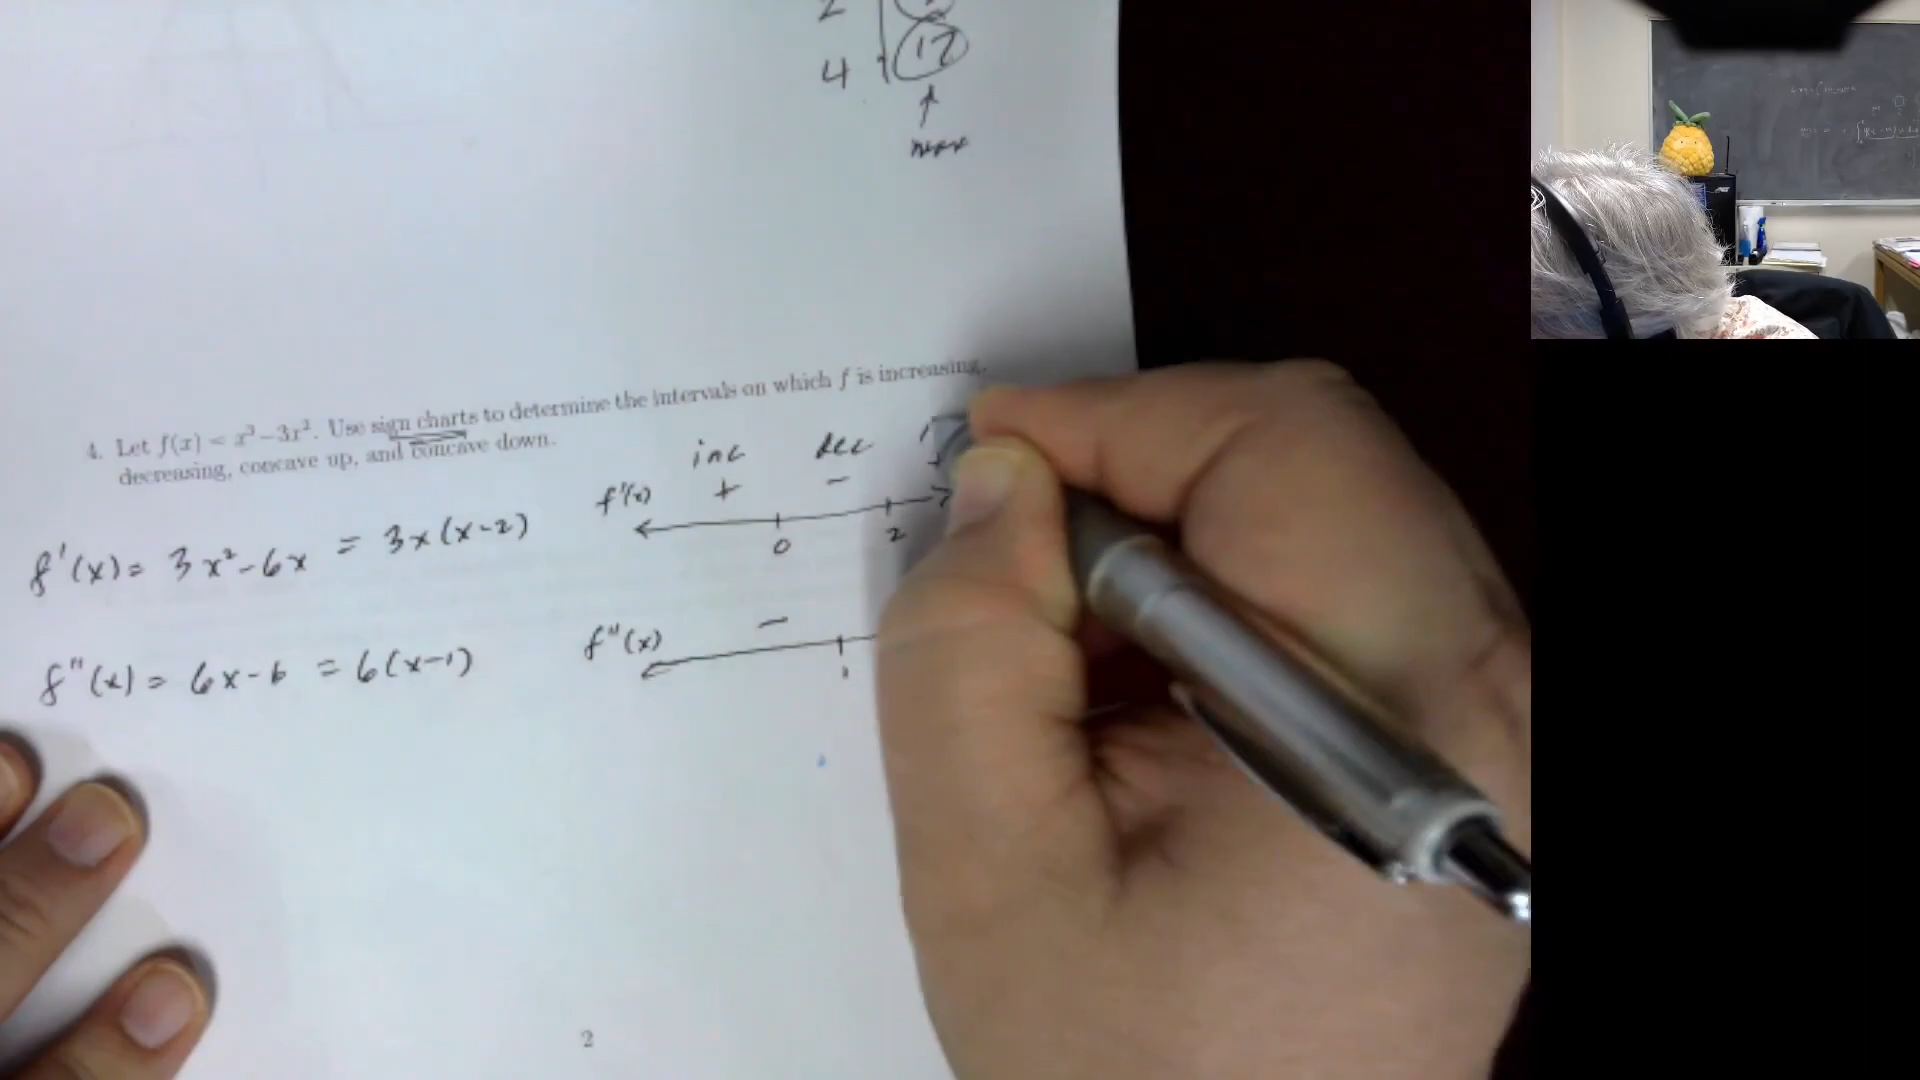 2
4 17
↑
max
4. Let f(x) = x³ − 3x². Use sign charts to determine the intervals on which f is increasing,
decreasing, concave up, and concave down.
inc dec
f'(x) + − +
0 2
f'(x) = 3x² - 6x = 3x(x-2)
f''(x) −
1
f''(x) = 6x - 6 = 6(x-1)
2